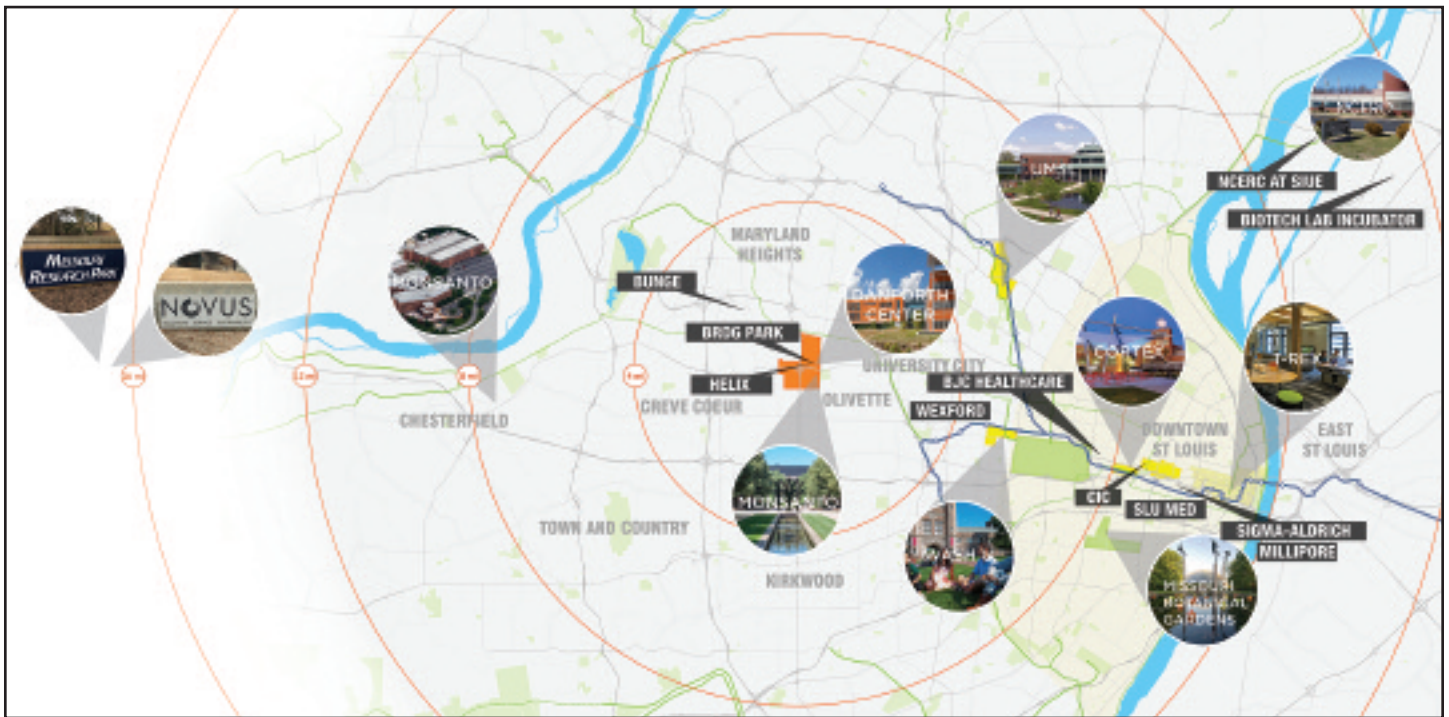 UMSL
NCERC AT SIUE
BIOTECH LAB INCUBATOR
MARYLAND
HEIGHTS
MISSOURI
RESEARCH PARK
NOVUS
MONSANTO
BUNGE
BRDG PARK
HELIX
DANFORTH
CENTER
UNIVERSITY CITY
CREVE COEUR
OLIVETTE
BJC HEALTHCARE
WEXFORD
CORTEX
T-REX
CHESTERFIELD
DOWNTOWN
ST LOUIS
EAST
ST LOUIS
MONSANTO
CIC
SLU MED
SIGMA-ALDRICH
MILLIPORE
TOWN AND COUNTRY
KIRKWOOD
WASH U
MISSOURI
BOTANICAL
GARDENS